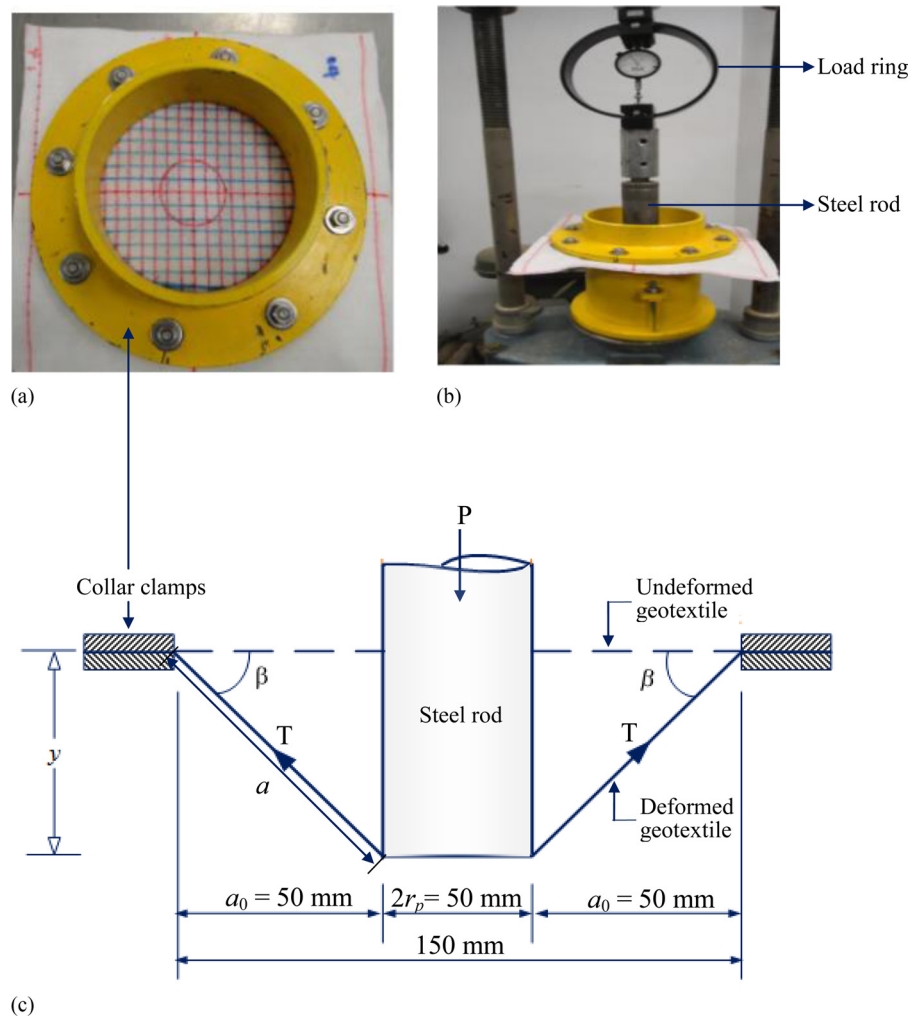 Load ring
Steel rod
(a)
(b)
P
Collar clamps
Undeformed
geotextile
β
β
Steel rod
y
T
T
a
Deformed
geotextile
a₀ = 50 mm
2rₚ= 50 mm
a₀ = 50 mm
150 mm
(c)